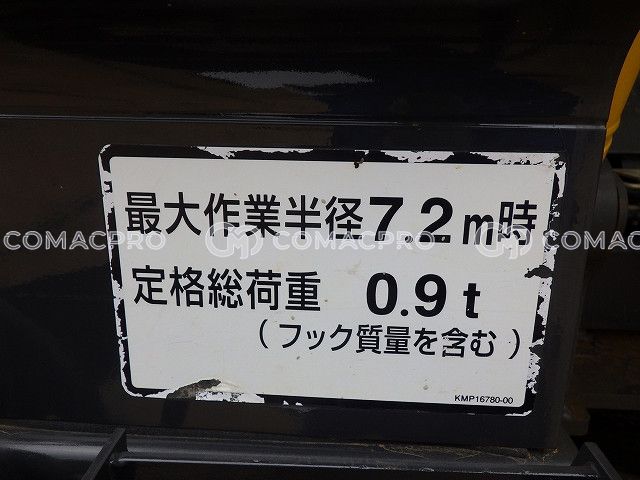 最大作業半径7.2m時
COMACPRO COMACPRO COMACPRO
定格総荷重 0.9t
(フック質量を含む)
KMP16780-00